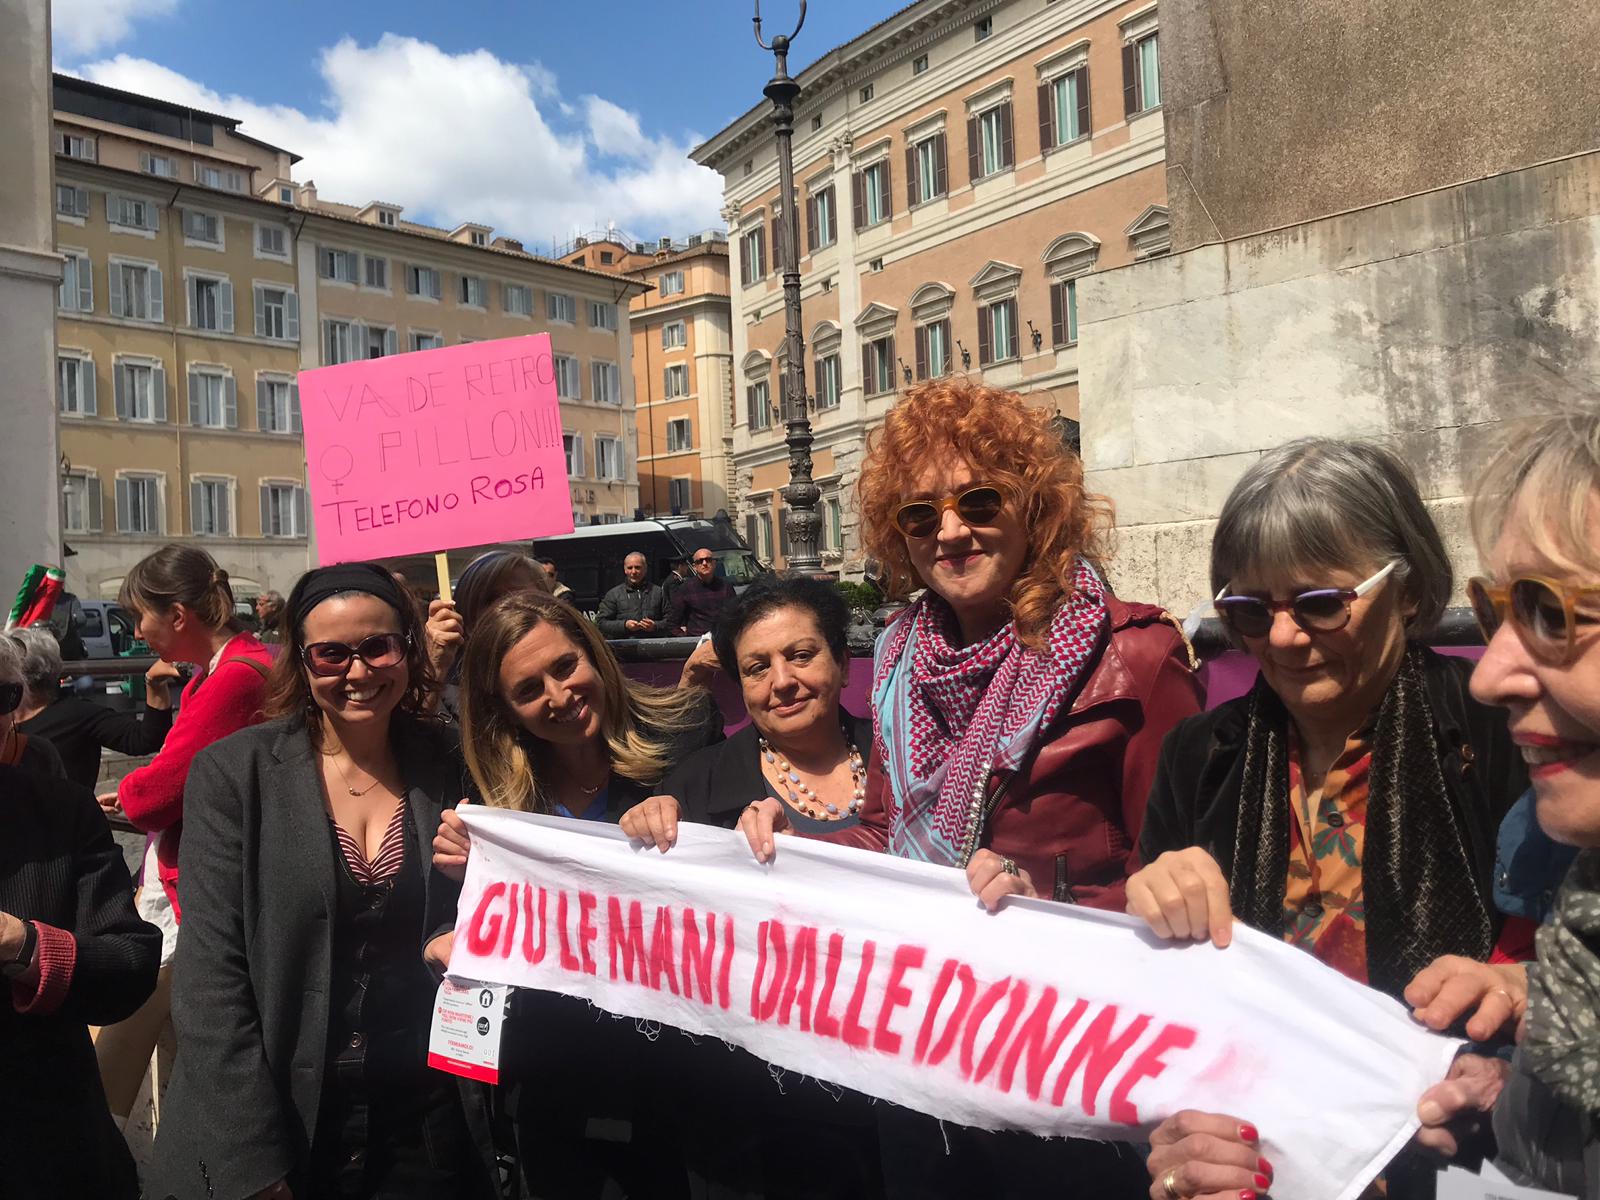 VA DE RETRO
♀ PILLON!!!
TELEFONO ROSA
GIU LE MANI DALLE DONNE